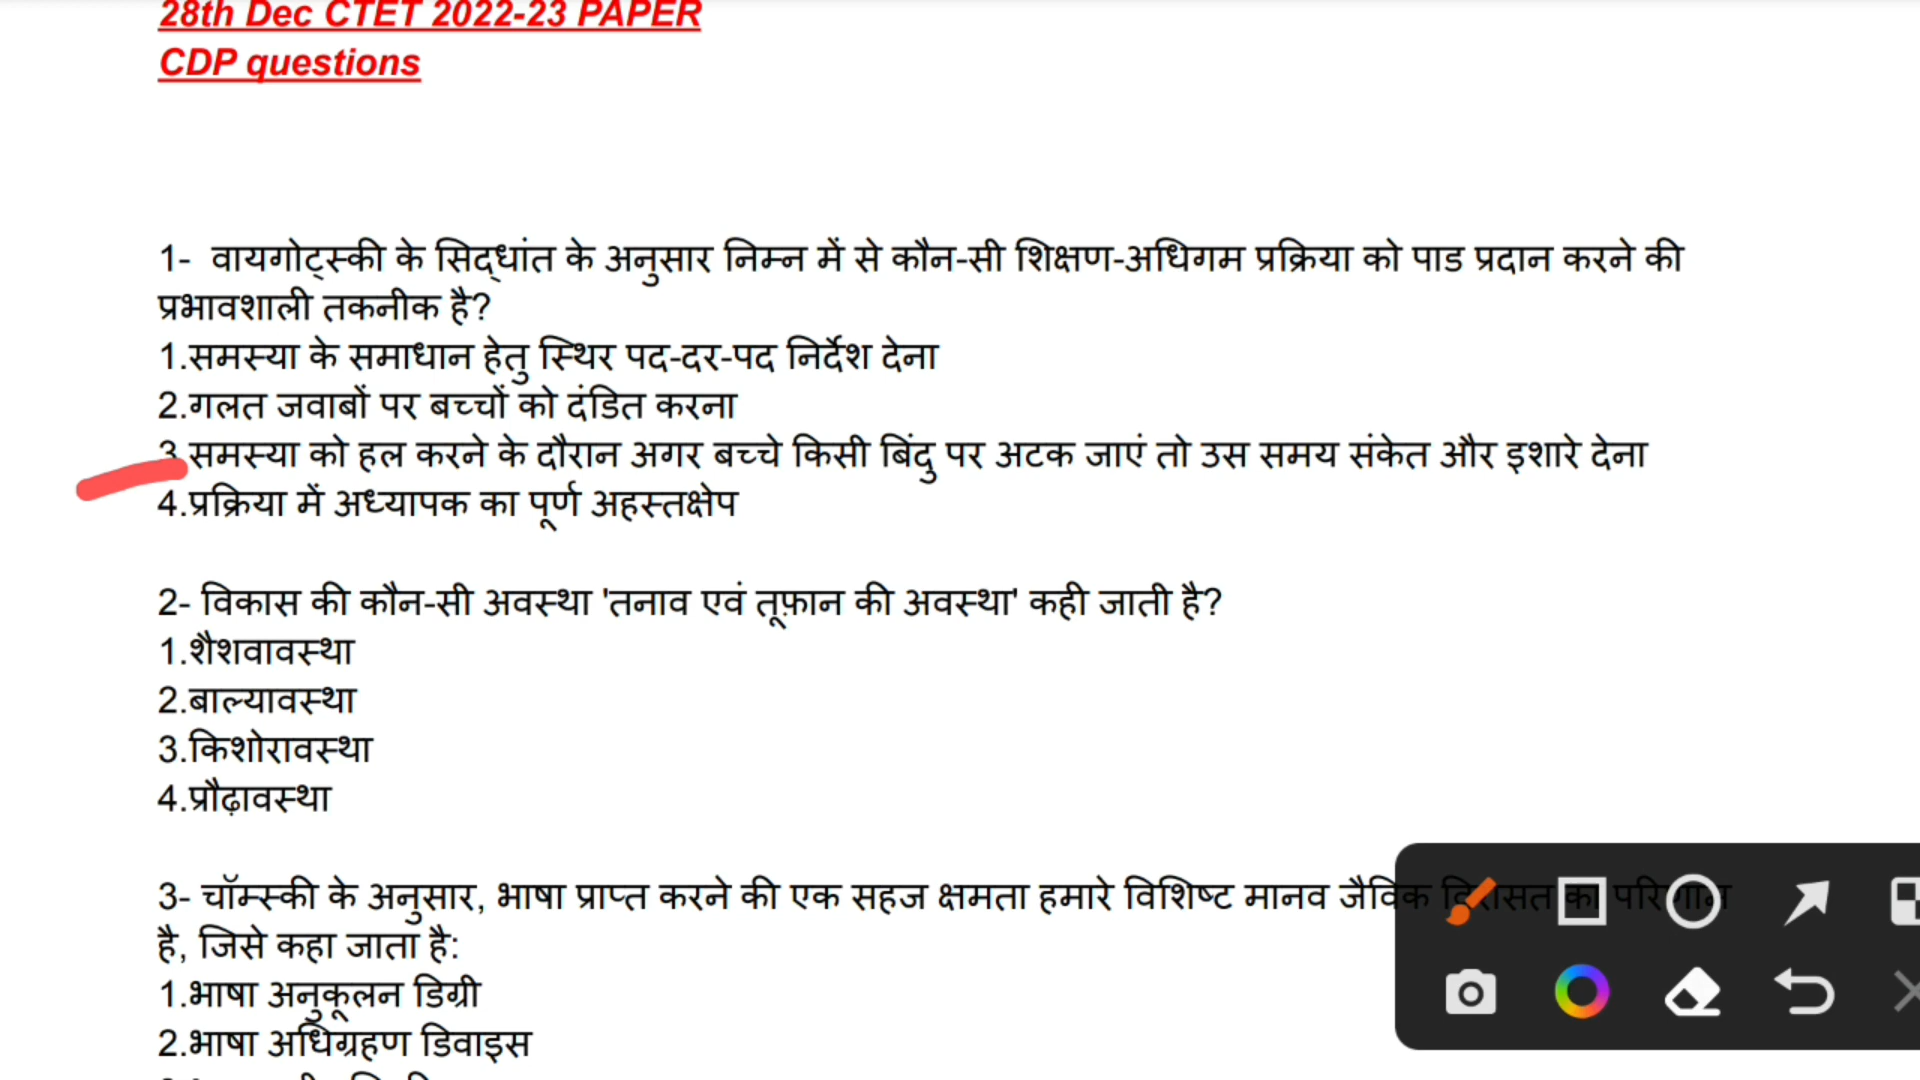 28th Dec CTET 2022-23 PAPER
CDP questions
1- वायगोट्स्की के सिद्धांत के अनुसार निम्न में से कौन-सी शिक्षण-अधिगम प्रक्रिया को पाड प्रदान करने की
प्रभावशाली तकनीक है?
1.समस्या के समाधान हेतु स्थिर पद-दर-पद निर्देश देना
2.गलत जवाबों पर बच्चों को दंडित करना
3.समस्या को हल करने के दौरान अगर बच्चे किसी बिंदु पर अटक जाएं तो उस समय संकेत और इशारे देना
4.प्रक्रिया में अध्यापक का पूर्ण अहस्तक्षेप
2- विकास की कौन-सी अवस्था 'तनाव एवं तूफ़ान की अवस्था' कही जाती है?
1.शैशवावस्था
2.बाल्यावस्था
3.किशोरावस्था
4.प्रौढ़ावस्था
3- चॉम्स्की के अनुसार, भाषा प्राप्त करने की एक सहज क्षमता हमारे विशिष्ट मानव जैविक विरासत का परिणाम
है, जिसे कहा जाता है:
1.भाषा अनुकूलन डिग्री
2.भाषा अधिग्रहण डिवाइस